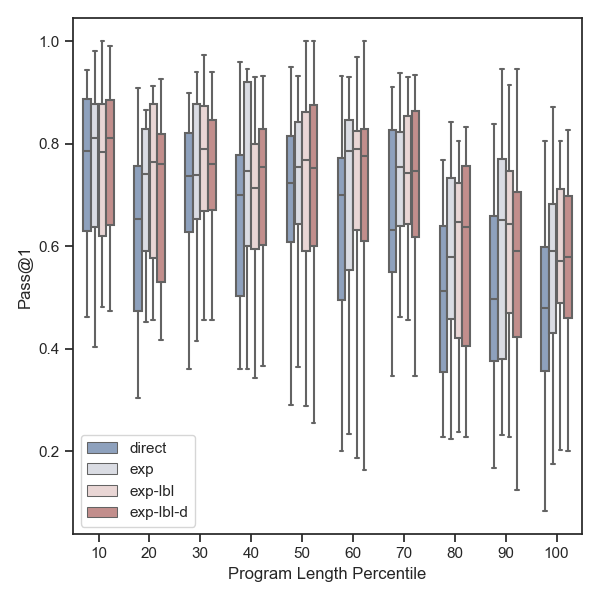 1.0
0.8
0.6
0.4
0.2
Pass@1
direct
exp
exp-lbl
exp-lbl-d
10 20 30 40 50 60 70 80 90 100
Program Length Percentile